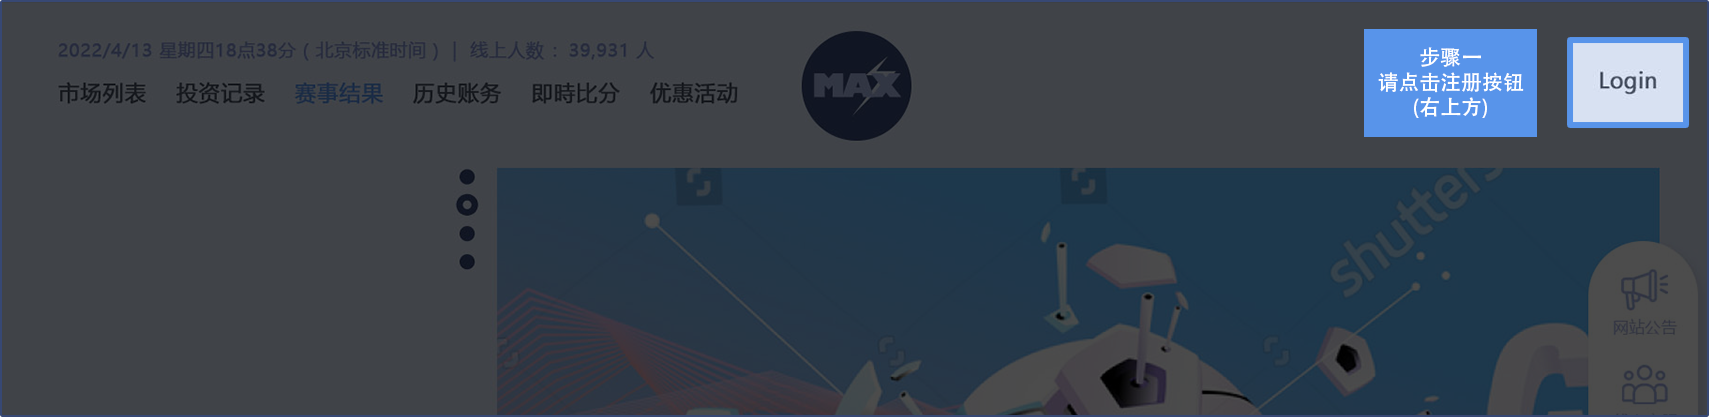 2022/4/13 星期四18点38分 ( 北京标准时间 ) | 线上人数 : 39,931 人
市场列表 投资记录 赛事结果 历史账务 即時比分 优惠活动
MAX
步骤一
请点击注册按钮
(右上方)
Login
shutters
网站公告